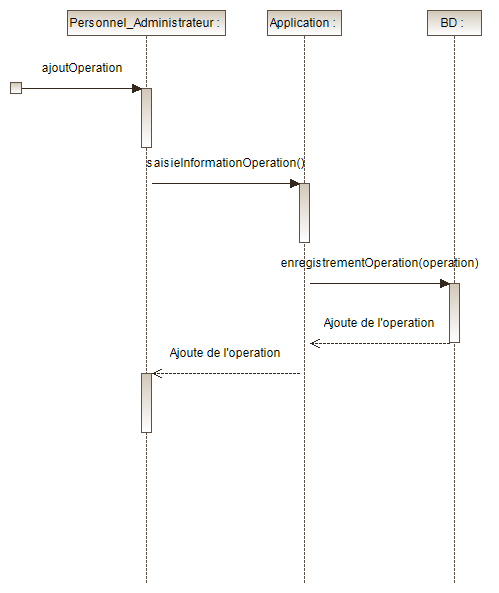 Personnel_Administrateur :
Application :
BD :
ajoutOperation
saisieInformationOperation()
enregistrementOperation(operation)
Ajoute de l'operation
Ajoute de l'operation